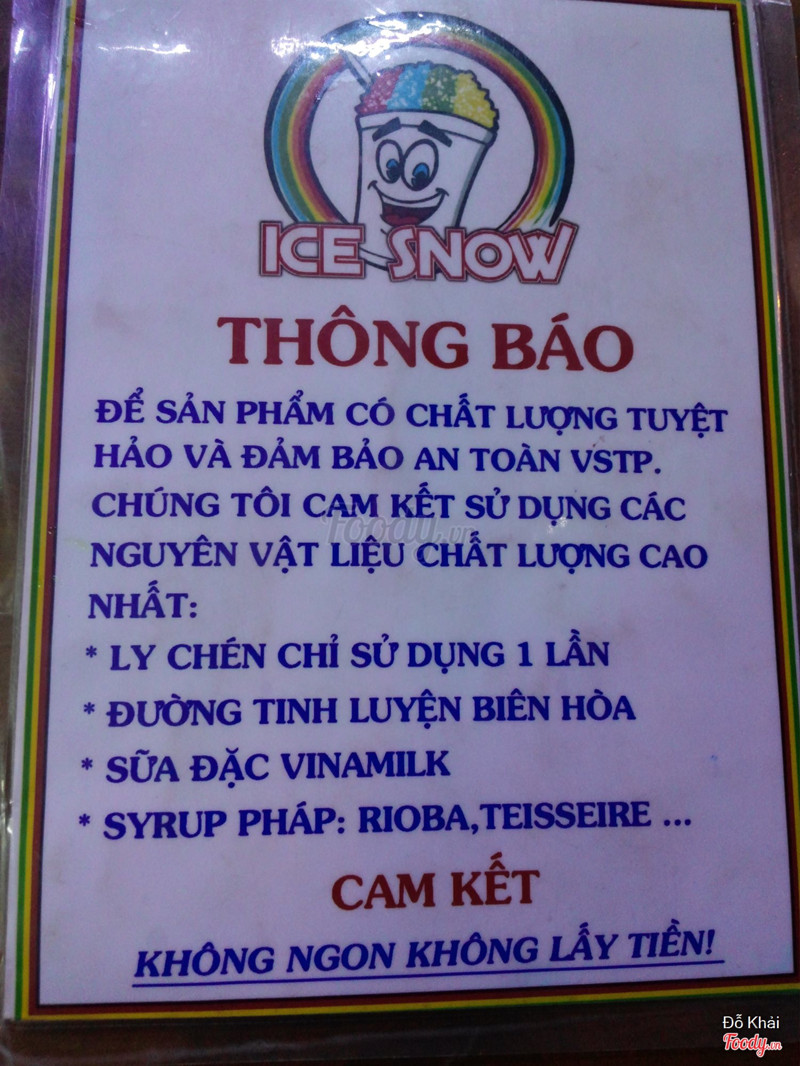 ICE SNOW
THÔNG BÁO
ĐỂ SẢN PHẨM CÓ CHẤT LƯỢNG TUYỆT
HẢO VÀ ĐẢM BẢO AN TOÀN VSTP.
CHÚNG TÔI CAM KẾT SỬ DỤNG CÁC
Foody.vn
NGUYÊN VẬT LIỆU CHẤT LƯỢNG CAO
NHẤT:
* LY CHÉN CHỈ SỬ DỤNG 1 LẦN
* ĐƯỜNG TINH LUYỆN BIÊN HÒA
* SỮA ĐẶC VINAMILK
* SYRUP PHÁP: RIOBA,TEISSEIRE ...
CAM KẾT
KHÔNG NGON KHÔNG LẤY TIỀN!
Đỗ Khải
Foody.vn